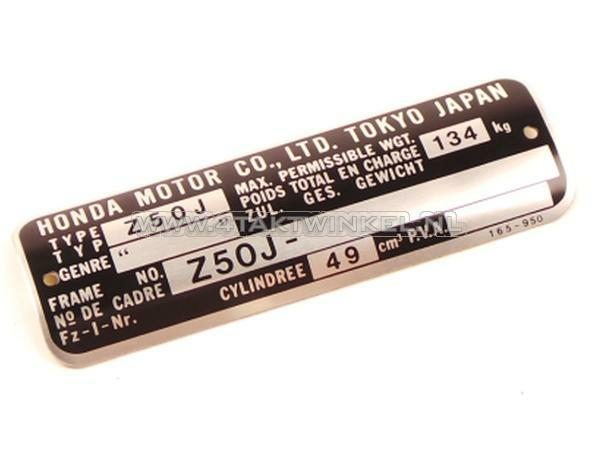 HONDA MOTOR CO., LTD. TOKYO JAPAN
TYPE
TYP
GENRE
Z50J
"
MAX. PERMISSIBLE WGT.
POIDS TOTAL EN CHARGE
ZUL. GES. GEWICHT
134 kg
WWW.4TAKTWINKEL.NL
FRAME NO.
Nº DE CADRE
Fz-I-Nr.
Z50J-
CYLINDREE 49 cm³ P.V.N.
165-950